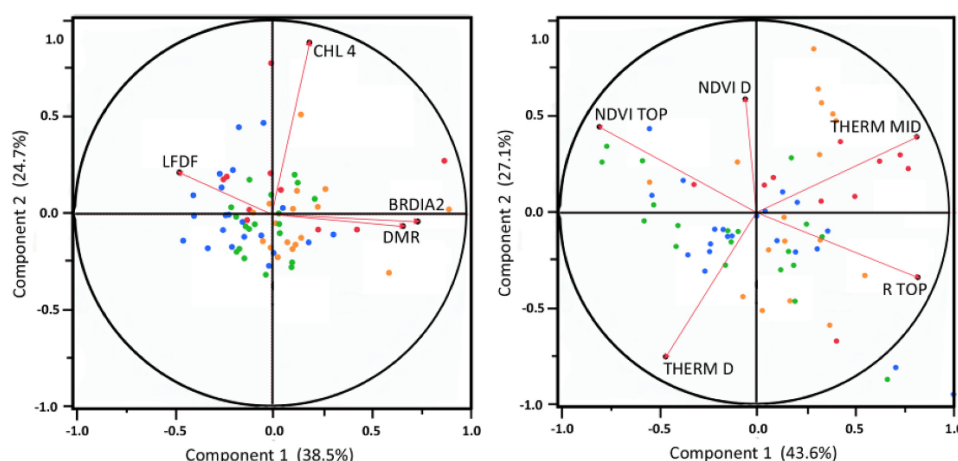 1.0
0.5
0.0
-0.5
-1.0
Component 2 (24.7%)
CHL 4
LFDF
BRDIA2
DMR
-1.0 -0.5 0.0 0.5 1.0
Component 1 (38.5%)
1.0
0.5
0.0
-0.5
-1.0
Component 2 (27.1%)
NDVI D
NDVI TOP
THERM MID
R TOP
THERM D
-1.0 -0.5 0.0 0.5 1.0
Component 1 (43.6%)